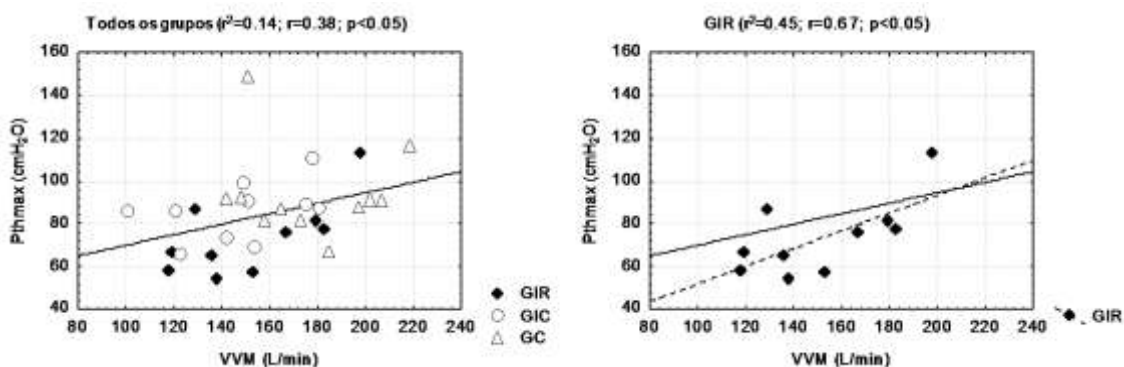 Todos os grupos (r²=0.14; r=0.38; p<0.05)
160
140
120
100
80
60
40
Pthmax (cmH₂O)
80 100 120 140 160 180 200 220 240
VVM (L/min)
GIR
GIC
GC
GIR (r²=0.45; r=0.67; p<0.05)
160
140
120
100
80
60
40
Pthmax (cmH₂O)
80 100 120 140 160 180 200 220 240
VVM (L/min)
GIR